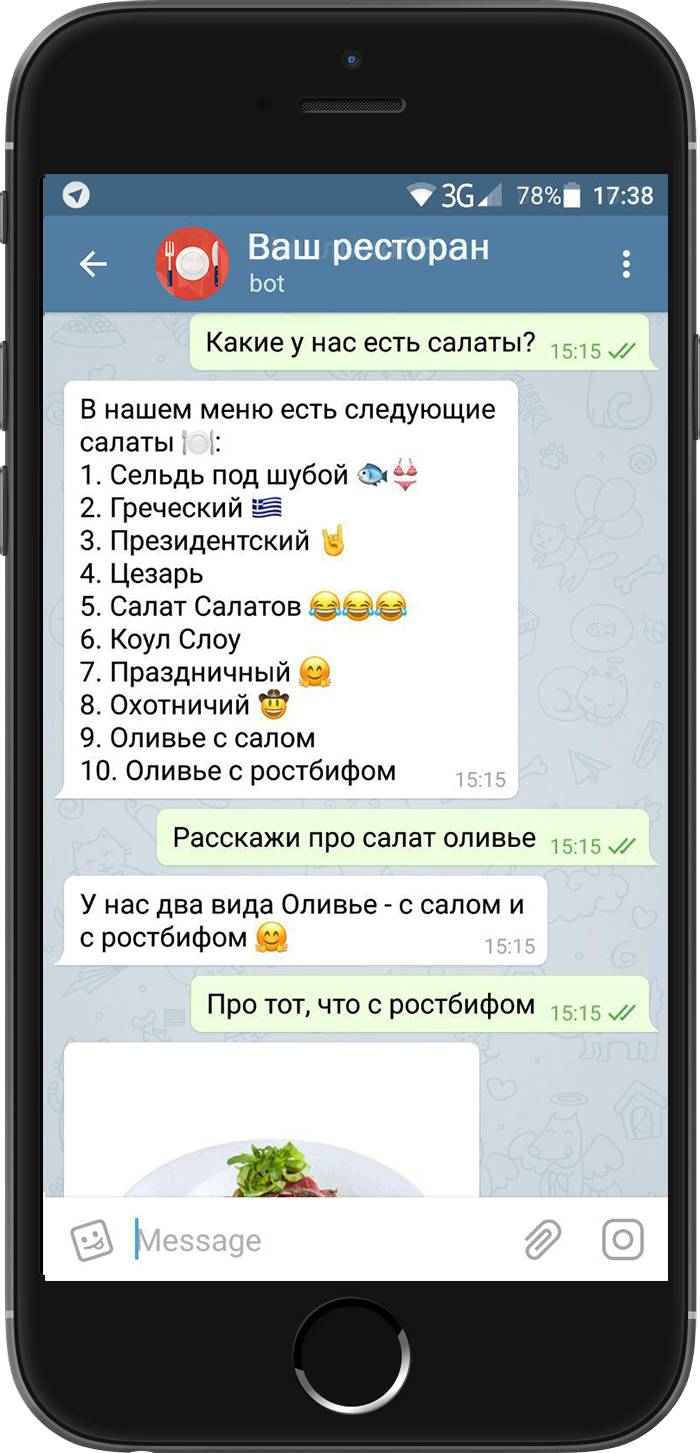 3G 78% 17:38
Ваш ресторан
bot
Какие у нас есть салаты? 15:15
В нашем меню есть следующие
салаты 🍽:
1. Сельдь под шубой 🐟👙
2. Греческий 🇬🇷
3. Президентский 🤘
4. Цезарь
5. Салат Салатов 😂😂😂
6. Коул Слоу
7. Праздничный 🤗
8. Охотничий 🤠
9. Оливье с салом
10. Оливье с ростбифом 15:15
Расскажи про салат оливье 15:15
У нас два вида Оливье - с салом и
с ростбифом 🤗 15:15
Про тот, что с ростбифом 15:15
Message